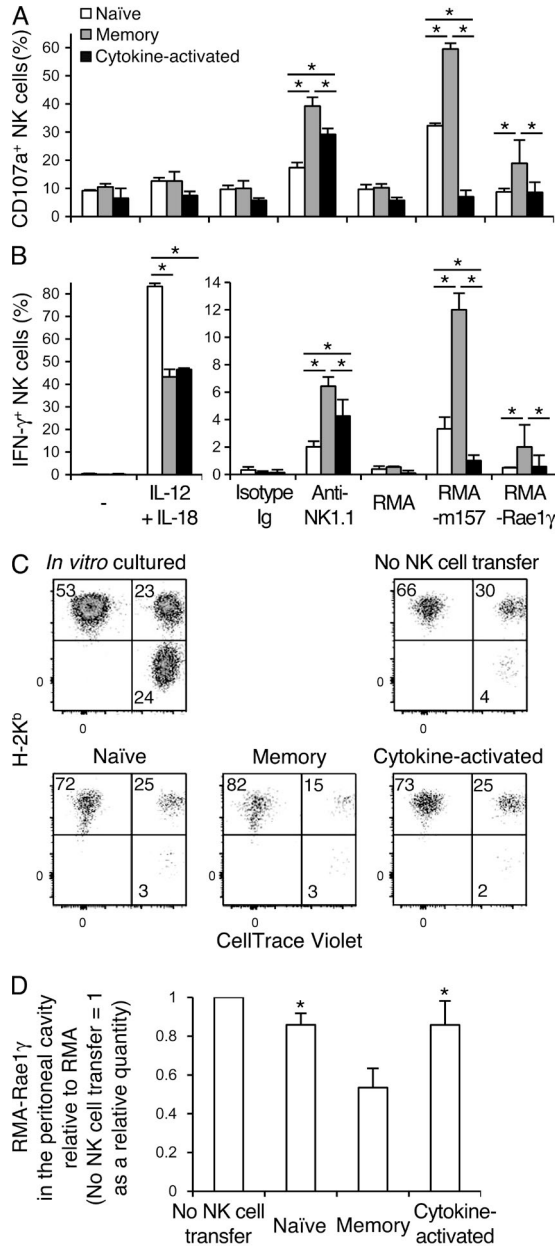 A
Naïve
Memory
Cytokine-activated
CD107a⁺ NK cells (%)
60
50
40
30
20
10
0
* * *
* * *
* *
B
IFN-γ⁺ NK cells (%)
80
70
60
50
40
30
20
10
0
* *
14
12
10
8
6
4
2
0
* * *
* * *
* *
-
IL-12 + IL-18
Isotype Ig
Anti-NK1.1
RMA
RMA-m157
RMA-Rae1γ
C
In vitro cultured
53 23
24
0
0
No NK cell transfer
66 30
4
0
0
H-2Kᵇ
Naïve
72 25
3
0
0
Memory
82 15
3
0
0
Cytokine-activated
73 25
2
0
0
CellTrace Violet
D
RMA-Rae1γ
in the peritoneal cavity
relative to RMA
(No NK cell transfer = 1
as a relative quantity)
1
0.8
0.6
0.4
0.2
0
* *
No NK cell transfer
Naïve
Memory
Cytokine-activated